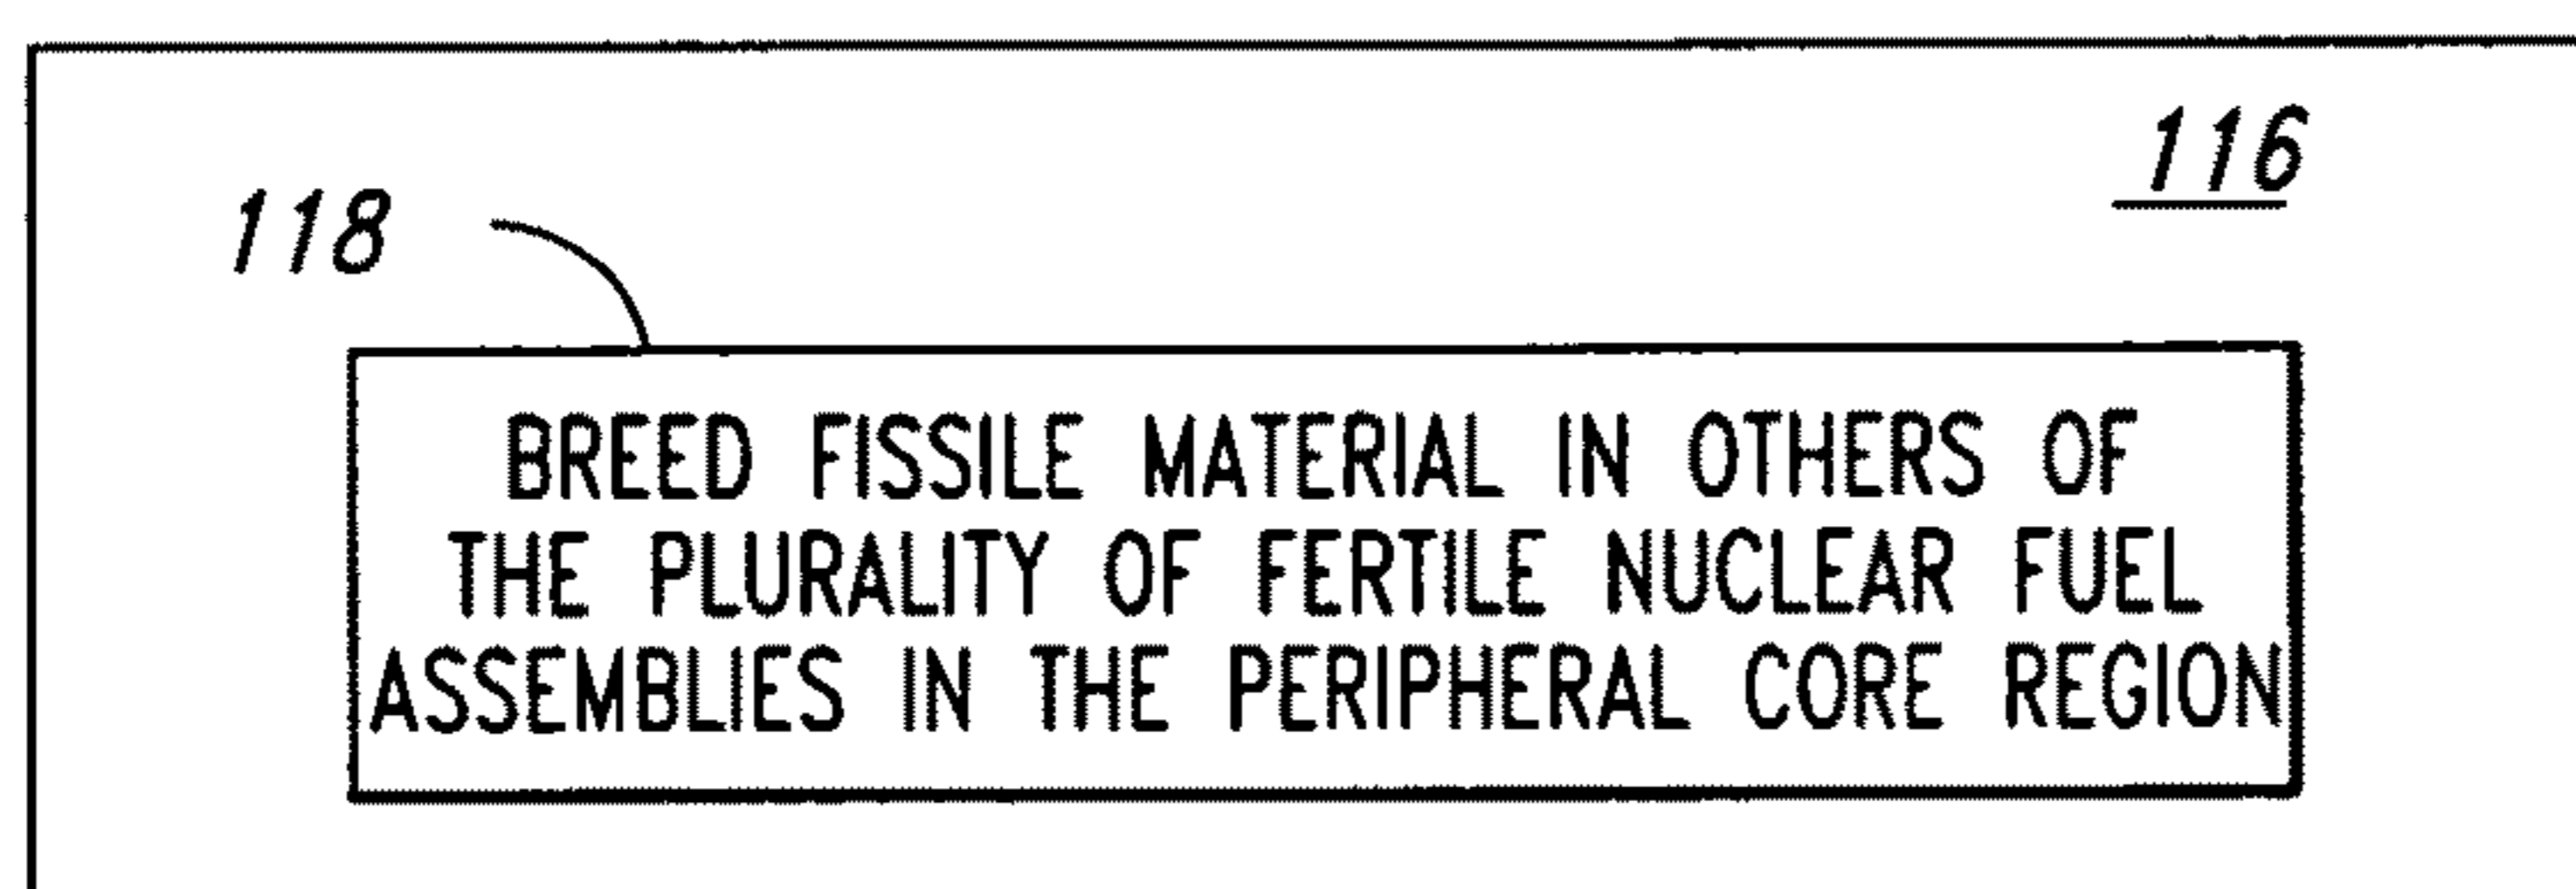 116
118
BREED FISSILE MATERIAL IN OTHERS OF
THE PLURALITY OF FERTILE NUCLEAR FUEL
ASSEMBLIES IN THE PERIPHERAL CORE REGION